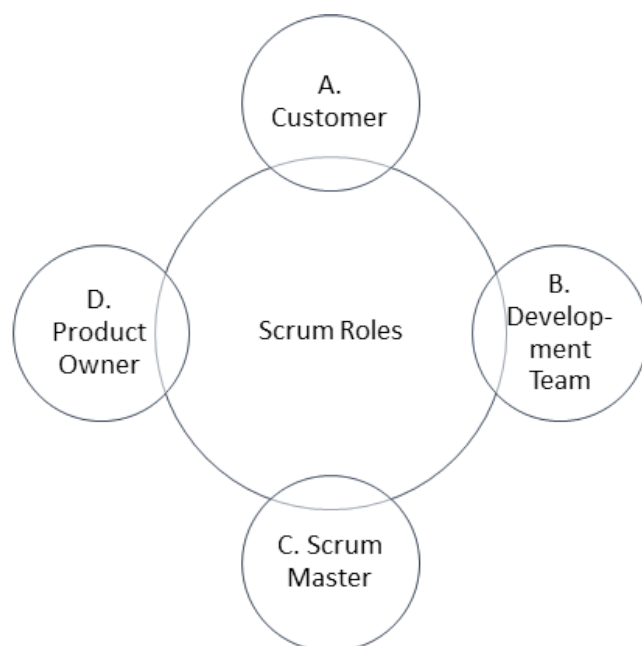 A.
Customer
D.
Product
Owner
Scrum Roles
B.
Develop-
ment
Team
C. Scrum
Master